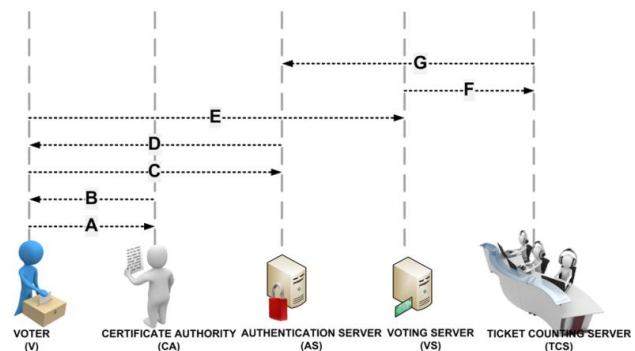 G
F
E
D
C
B
A
VOTER
(V)
CERTIFICATE AUTHORITY
(CA)
AUTHENTICATION SERVER
(AS)
VOTING SERVER
(VS)
TICKET COUNTING SERVER
(TCS)